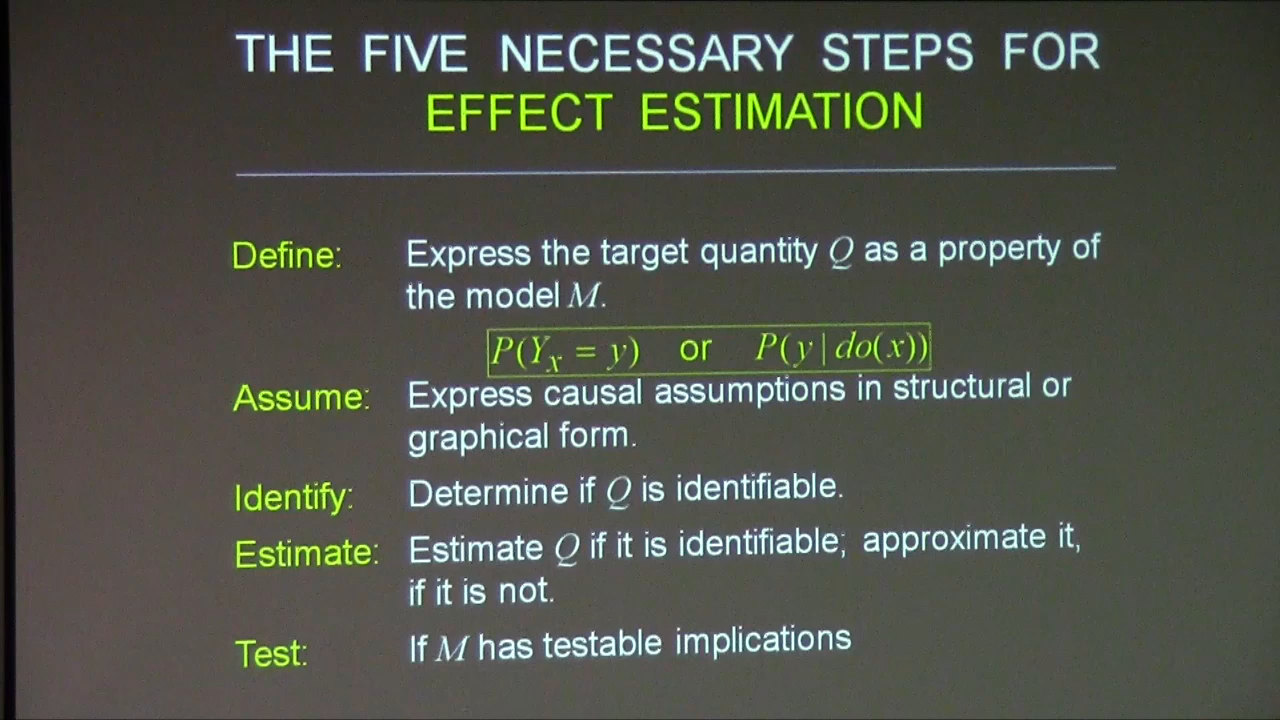 THE FIVE NECESSARY STEPS FOR
EFFECT ESTIMATION
Define: Express the target quantity Q as a property of
the model M.
P(Y_x = y) or P(y | do(x))
Assume: Express causal assumptions in structural or
graphical form.
Identify: Determine if Q is identifiable.
Estimate: Estimate Q if it is identifiable; approximate it,
if it is not.
Test: If M has testable implications